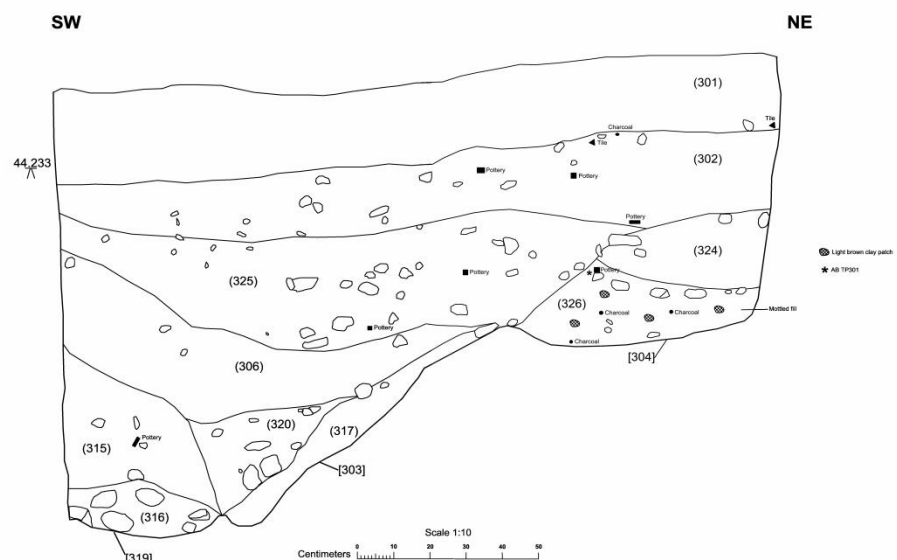 SW
NE
(301)
Tile
Charcoal
Tile
(302)
44.233
Pottery
Pottery
Pottery
(324)
Light brown clay patch
(325)
Pottery
Pottery
AB TP301
(326)
Charcoal
Charcoal
Mottled fill
Pottery
Charcoal
[304]
(306)
(320)
(317)
(315)
Pottery
[303]
(316)
[319]
Scale 1:10
Centimeters
0 10 20 30 40 50